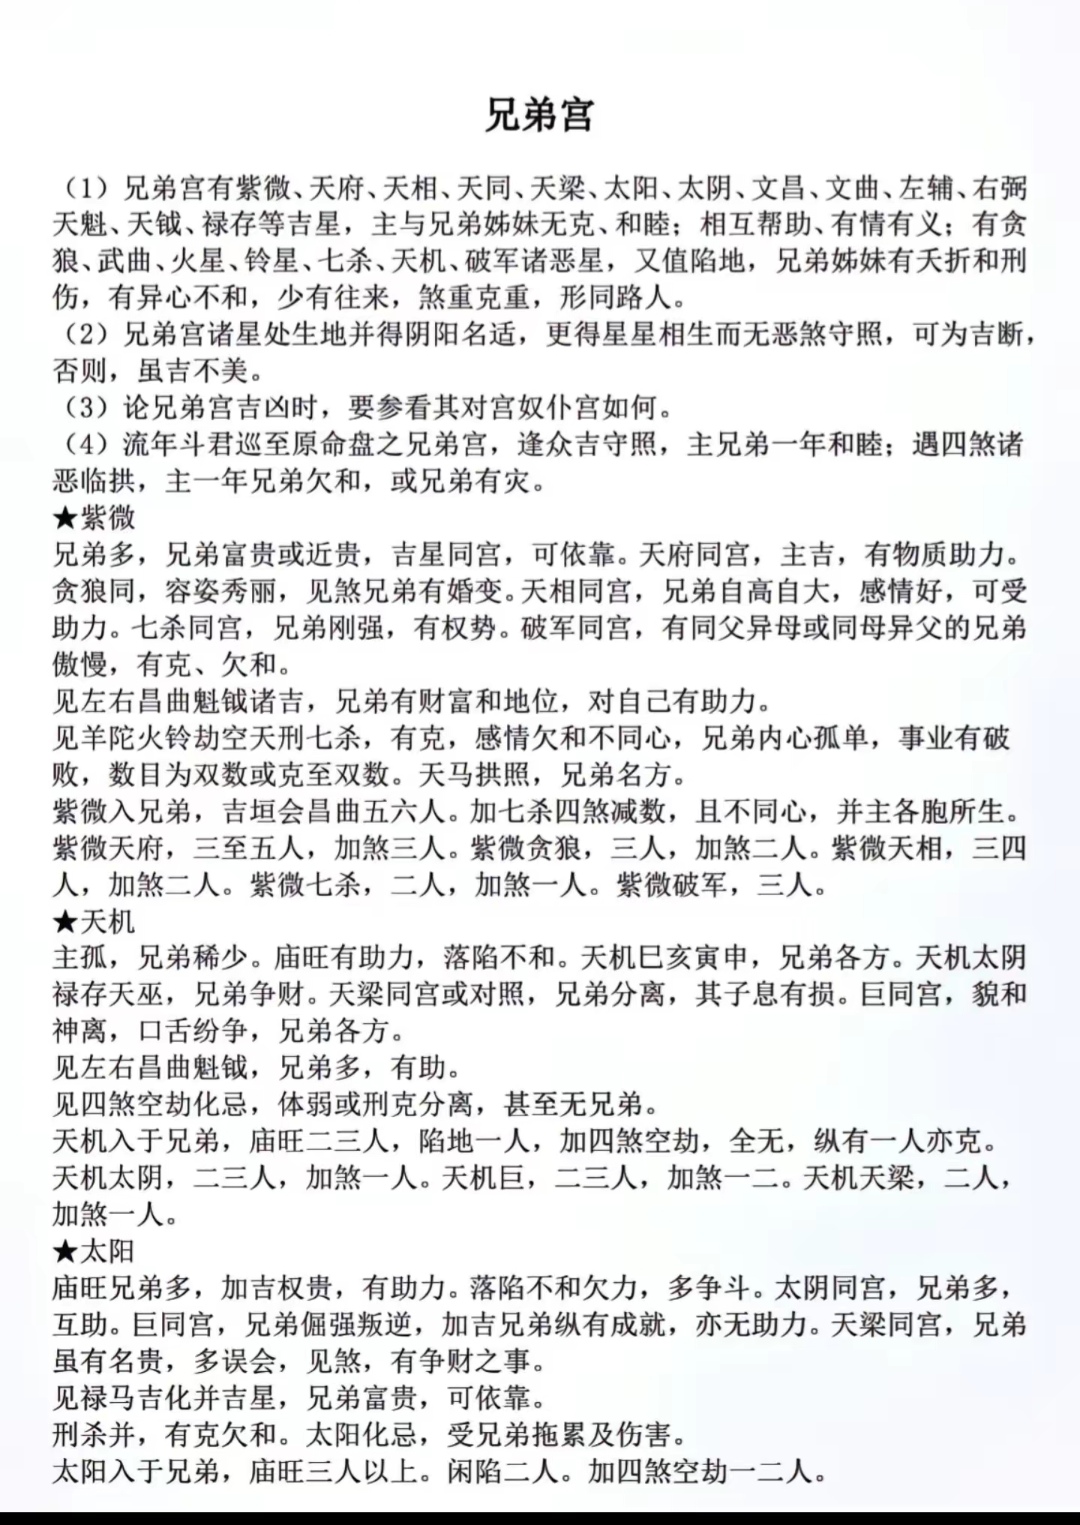 兄弟宫
（1）兄弟宫有紫微、天府、天相、天同、天梁、太阳、太阴、文昌、文曲、左辅、右弼
天魁、天钺、禄存等吉星，主与兄弟姊妹无克、和睦；相互帮助、有情有义；有贪
狼、武曲、火星、铃星、七杀、天机、破军诸恶星，又值陷地，兄弟姊妹有夭折和刑
伤，有异心不和，少有往来，煞重克重，形同路人。
（2）兄弟宫诸星处生地并得阴阳名适，更得星星相生而无恶煞守照，可为吉断，
否则，虽吉不美。
（3）论兄弟宫吉凶时，要参看其对宫奴仆宫如何。
（4）流年斗君巡至原命盘之兄弟宫，逢众吉守照，主兄弟一年和睦；遇四煞诸
恶临拱，主一年兄弟欠和，或兄弟有灾。
★紫微
兄弟多，兄弟富贵或近贵，吉星同宫，可依靠。天府同宫，主吉，有物质助力。
贪狼同，容姿秀丽，见煞兄弟有婚变。天相同宫，兄弟自高自大，感情好，可受
助力。七杀同宫，兄弟刚强，有权势。破军同宫，有同父异母或同母异父的兄弟
傲慢，有克、欠和。
见左右昌曲魁钺诸吉，兄弟有财富和地位，对自己有助力。
见羊陀火铃劫空天刑七杀，有克，感情欠和不同心，兄弟内心孤单，事业有破
败，数目为双数或克至双数。天马拱照，兄弟名方。
紫微入兄弟，吉垣会昌曲五六人。加七杀四煞减数，且不同心，并主各胞所生。
紫微天府，三至五人，加煞三人。紫微贪狼，三人，加煞二人。紫微天相，三四
人，加煞二人。紫微七杀，二人，加煞一人。紫微破军，三人。
★天机
主孤，兄弟稀少。庙旺有助力，落陷不和。天机巳亥寅申，兄弟各方。天机太阴
禄存天巫，兄弟争财。天梁同宫或对照，兄弟分离，其子息有损。巨同宫，貌和
神离，口舌纷争，兄弟各方。
见左右昌曲魁钺，兄弟多，有助。
见四煞空劫化忌，体弱或刑克分离，甚至无兄弟。
天机入于兄弟，庙旺二三人，陷地一人，加四煞空劫，全无，纵有一人亦克。
天机太阴，二三人，加煞一人。天机巨，二三人，加煞一二。天机天梁，二人，
加煞一人。
★太阳
庙旺兄弟多，加吉权贵，有助力。落陷不和欠力，多争斗。太阴同宫，兄弟多，
互助。巨同宫，兄弟倔强叛逆，加吉兄弟纵有成就，亦无助力。天梁同宫，兄弟
虽有名贵，多误会，见煞，有争财之事。
见禄马吉化并吉星，兄弟富贵，可依靠。
刑杀并，有克欠和。太阳化忌，受兄弟拖累及伤害。
太阳入于兄弟，庙旺三人以上。闲陷二人。加四煞空劫一二人。